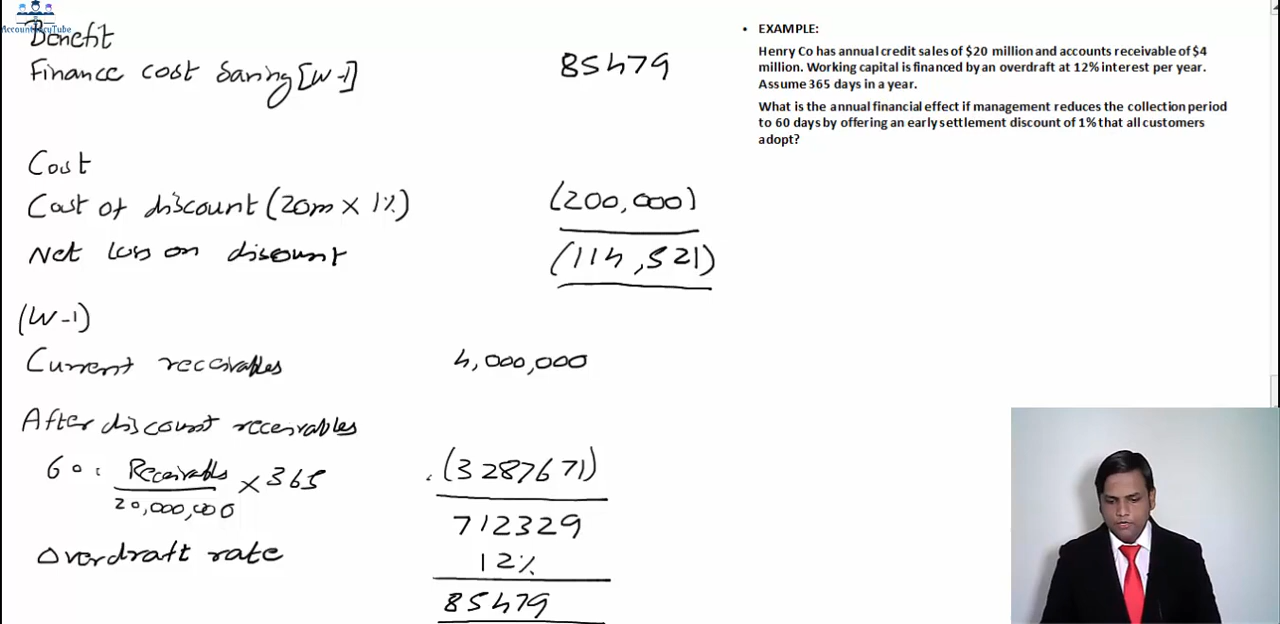 Benefit
Finance cost saving [W-1] 85479
Cost
Cost of discount (20m × 1%) (200,000)
Net loss on discount (114,521)
(W-1)
Current receivables 4,000,000
After discount receivables
60 : Receivables × 365 (3287671)
20,000,000
712329
Overdraft rate 12%
85479
• EXAMPLE:
Henry Co has annual credit sales of $20 million and accounts receivable of $4
million. Working capital is financed by an overdraft at 12% interest per year.
Assume 365 days in a year.
What is the annual financial effect if management reduces the collection period
to 60 days by offering an early settlement discount of 1% that all customers
adopt?